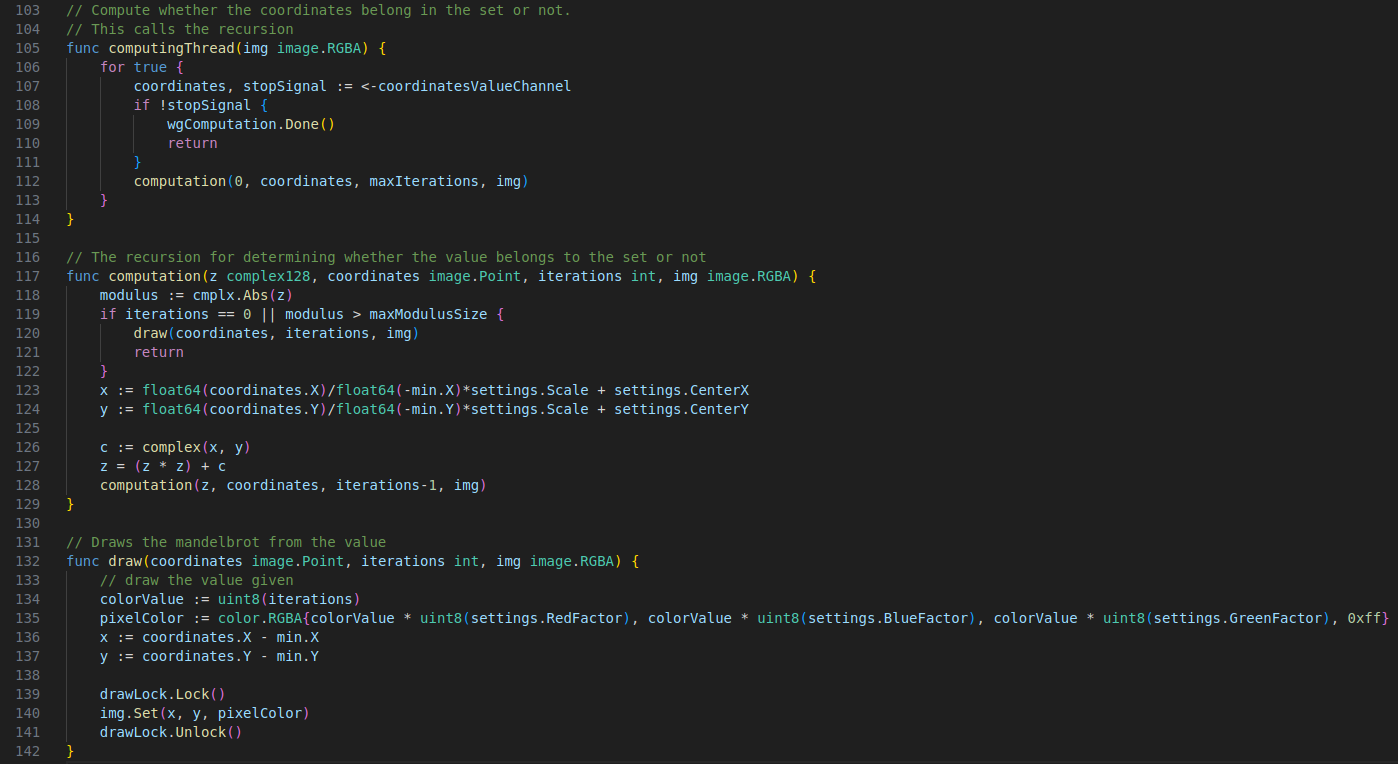 103 // Compute whether the coordinates belong in the set or not.
104 // This calls the recursion
105 func computingThread(img image.RGBA) {
106     for true {
107         coordinates, stopSignal := <-coordinatesValueChannel
108         if !stopSignal {
109             wgComputation.Done()
110             return
111         }
112         computation(0, coordinates, maxIterations, img)
113     }
114 }
115
116 // The recursion for determining whether the value belongs to the set or not
117 func computation(z complex128, coordinates image.Point, iterations int, img image.RGBA) {
118     modulus := cmplx.Abs(z)
119     if iterations == 0 || modulus > maxModulusSize {
120         draw(coordinates, iterations, img)
121         return
122     }
123     x := float64(coordinates.X)/float64(-min.X)*settings.Scale + settings.CenterX
124     y := float64(coordinates.Y)/float64(-min.Y)*settings.Scale + settings.CenterY
125
126     c := complex(x, y)
127     z = (z * z) + c
128     computation(z, coordinates, iterations-1, img)
129 }
130
131 // Draws the mandelbrot from the value
132 func draw(coordinates image.Point, iterations int, img image.RGBA) {
133     // draw the value given
134     colorValue := uint8(iterations)
135     pixelColor := color.RGBA{colorValue * uint8(settings.RedFactor), colorValue * uint8(settings.BlueFactor), colorValue * uint8(settings.GreenFactor), 0xff}
136     x := coordinates.X - min.X
137     y := coordinates.Y - min.Y
138
139     drawLock.Lock()
140     img.Set(x, y, pixelColor)
141     drawLock.Unlock()
142 }